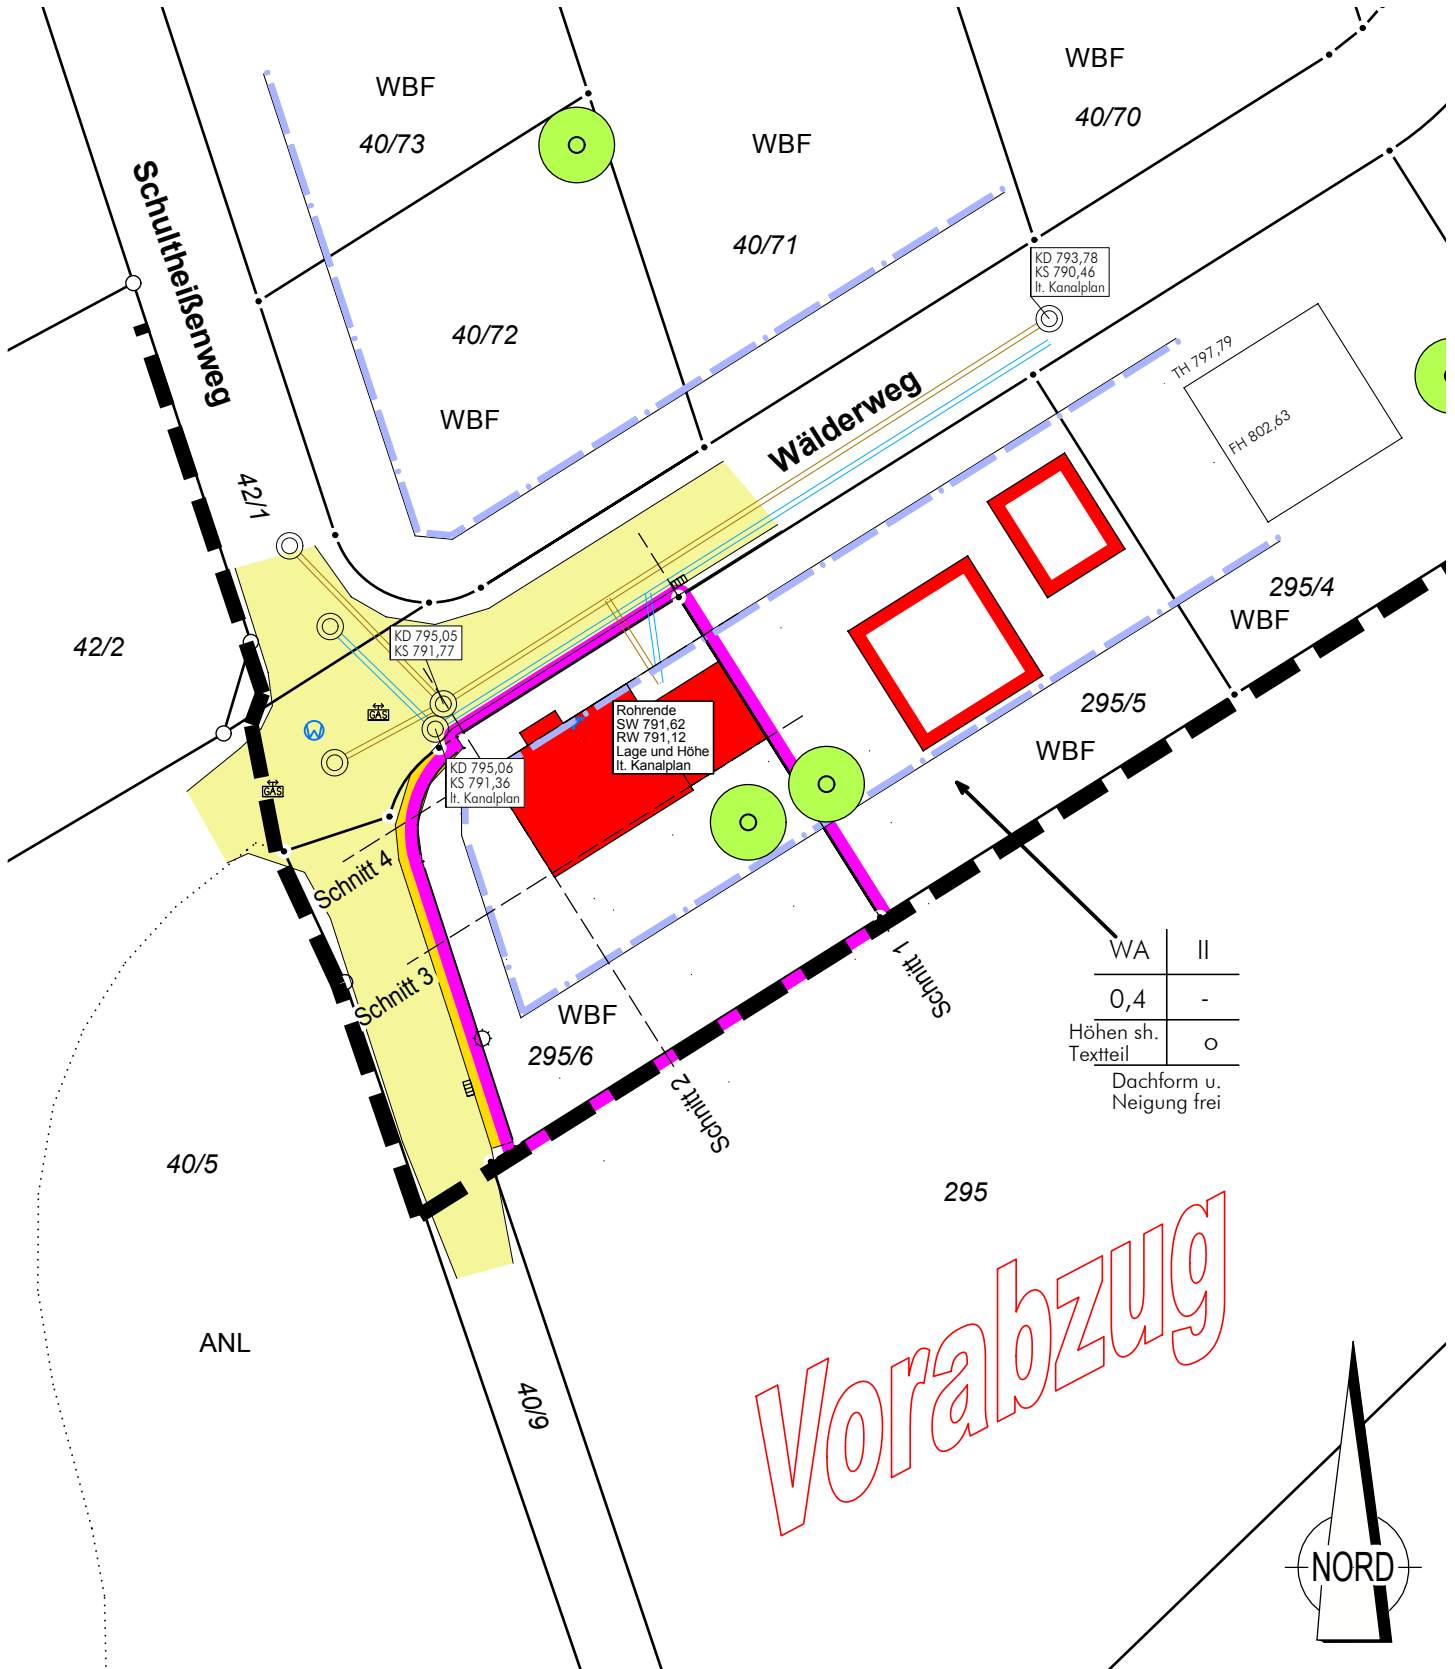 WBF
40/73
WBF
40/70
WBF
40/71
Schultheißenweg
KD 793,78
KS 790,46
lt. Kanalplan
40/72
WBF
TH 797,79
FH 802,63
Wälderweg
42/1
295/4
WBF
42/2
KD 795,05
KS 791,77
GAS
W
GAS
Rohrende
SW 791,62
RW 791,12
Lage und Höhe
lt. Kanalplan
295/5
WBF
KD 795,06
KS 791,36
lt. Kanalplan
Schnitt 4
Schnitt 3
Schnitt 1
WA II
0,4 -
Höhen sh.
Textteil
o
Dachform u.
Neigung frei
WBF
295/6
Schnitt 2
40/5
295
Vorabzug
ANL
40/9
NORD